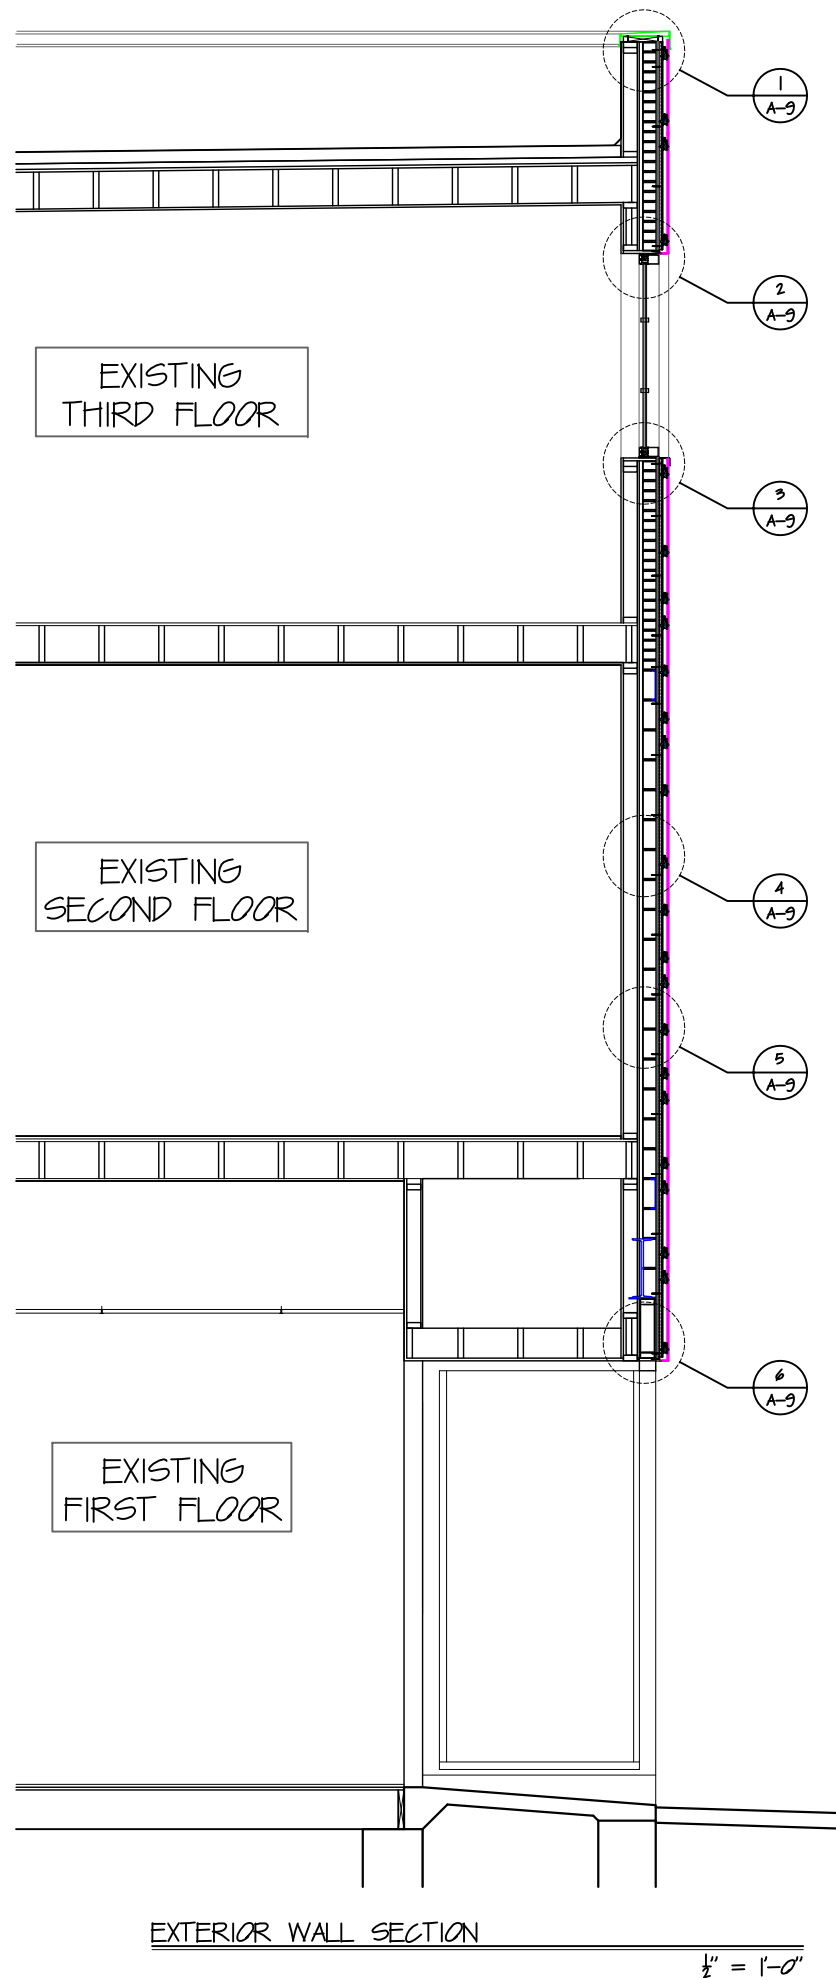 1
A-9
2
A-9
EXISTING
THIRD FLOOR
3
A-9
EXISTING
SECOND FLOOR
4
A-9
5
A-9
6
A-9
EXISTING
FIRST FLOOR
EXTERIOR WALL SECTION
½" = 1'-0"